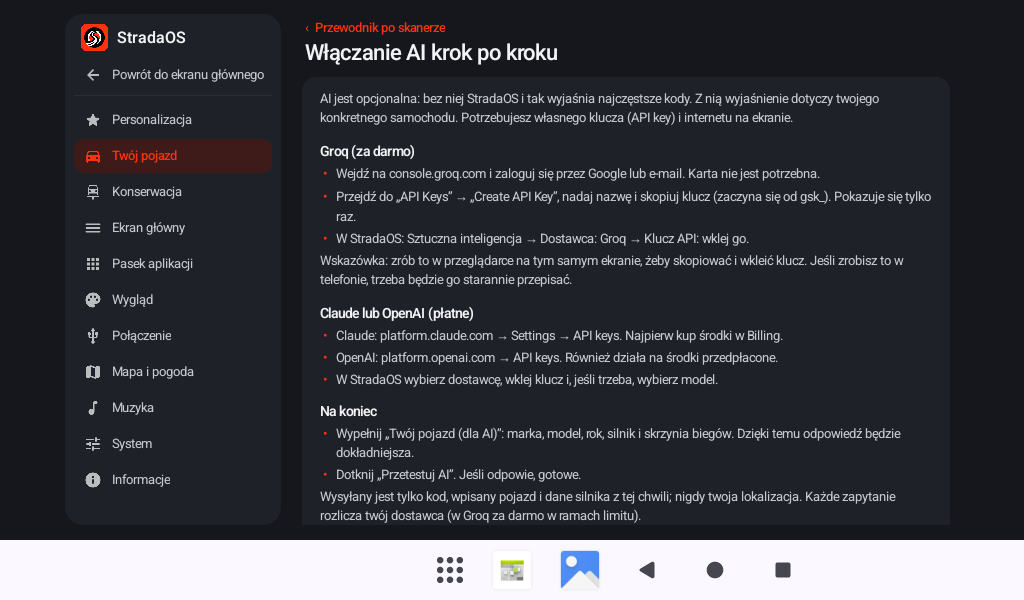 StradaOS
Powrót do ekranu głównego
Personalizacja
Twój pojazd
Konserwacja
Ekran główny
Pasek aplikacji
Wygląd
Połączenie
Mapa i pogoda
Muzyka
System
Informacje
‹ Przewodnik po skanerze
Włączanie AI krok po kroku
AI jest opcjonalna: bez niej StradaOS i tak wyjaśnia najczęstsze kody. Z nią wyjaśnienie dotyczy twojego
konkretnego samochodu. Potrzebujesz własnego klucza (API key) i internetu na ekranie.
Groq (za darmo)
• Wejdź na console.groq.com i zaloguj się przez Google lub e-mail. Karta nie jest potrzebna.
• Przejdź do „API Keys” → „Create API Key”, nadaj nazwę i skopiuj klucz (zaczyna się od gsk_). Pokazuje się tylko
raz.
• W StradaOS: Sztuczna inteligencja → Dostawca: Groq → Klucz API: wklej go.
Wskazówka: zrób to w przeglądarce na tym samym ekranie, żeby skopiować i wkleić klucz. Jeśli zrobisz to w
telefonie, trzeba będzie go starannie przepisać.
Claude lub OpenAI (płatne)
• Claude: platform.claude.com → Settings → API keys. Najpierw kup środki w Billing.
• OpenAI: platform.openai.com → API keys. Również działa na środki przedpłacone.
• W StradaOS wybierz dostawcę, wklej klucz i, jeśli trzeba, wybierz model.
Na koniec
• Wypełnij „Twój pojazd (dla AI)”: marka, model, rok, silnik i skrzynia biegów. Dzięki temu odpowiedź będzie
dokładniejsza.
• Dotknij „Przetestuj AI”. Jeśli odpowie, gotowe.
Wysyłany jest tylko kod, wpisany pojazd i dane silnika z tej chwili; nigdy twoja lokalizacja. Każde zapytanie
rozlicza twój dostawca (w Groq za darmo w ramach limitu).